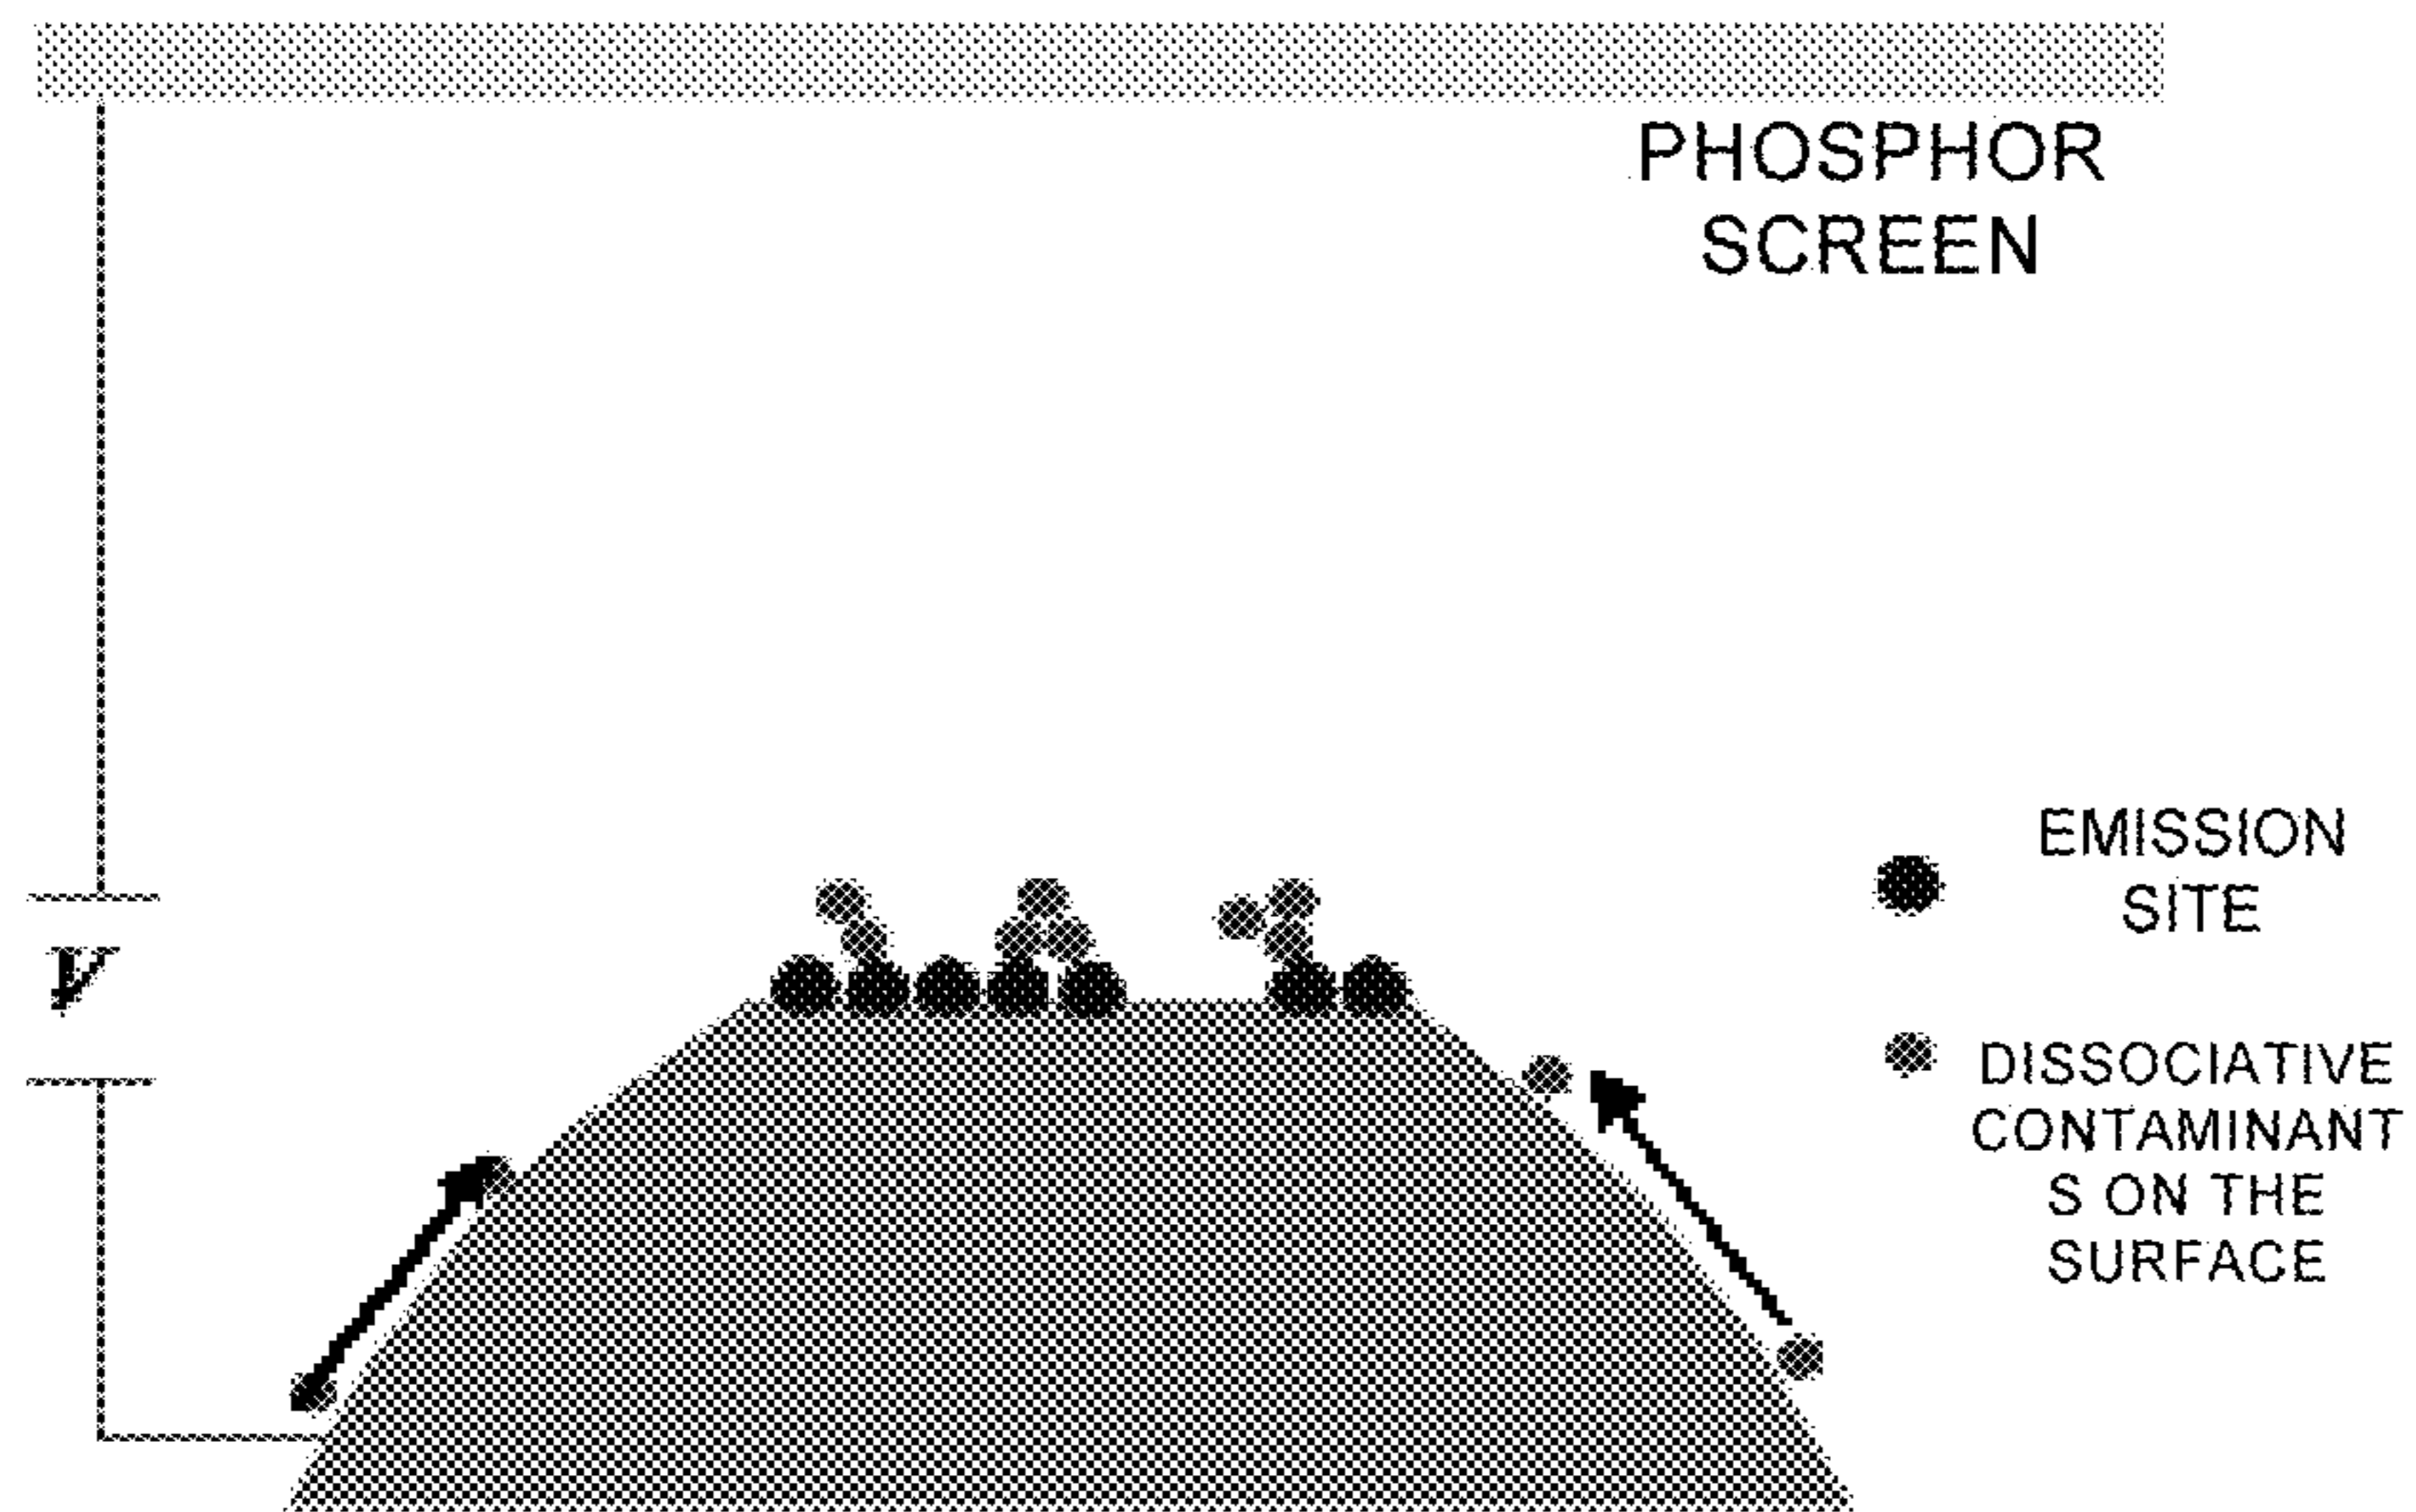 PHOSPHOR
SCREEN
EMISSION
SITE
V
DISSOCIATIVE
CONTAMINANT
S ON THE
SURFACE